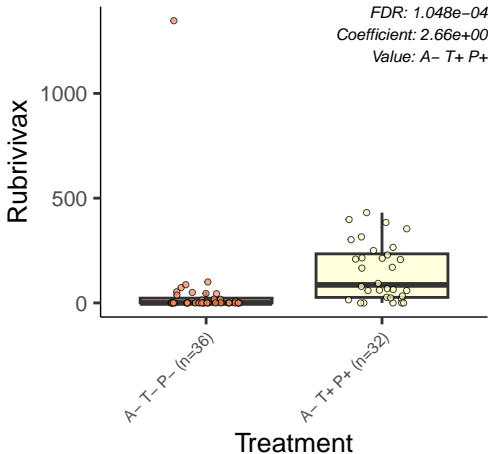 FDR: 1.048e−04
Coefficient: 2.66e+00
Value: A− T+ P+
Rubrivivax
1000
500
0
A− T− P− (n=36)
A− T+ P+ (n=32)
Treatment